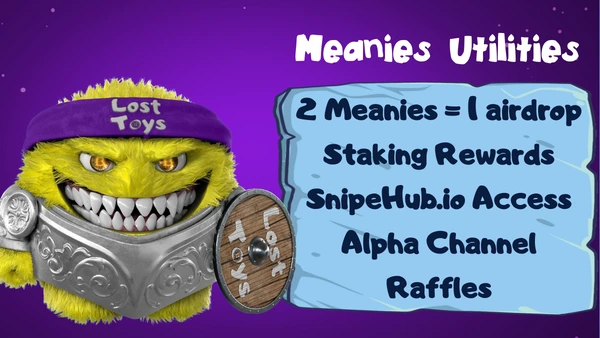 Meanies Utilities
2 Meanies = 1 airdrop
Staking Rewards
SnipeHub.io Access
Alpha Channel
Raffles
Lost
Toys
Lost
Toys